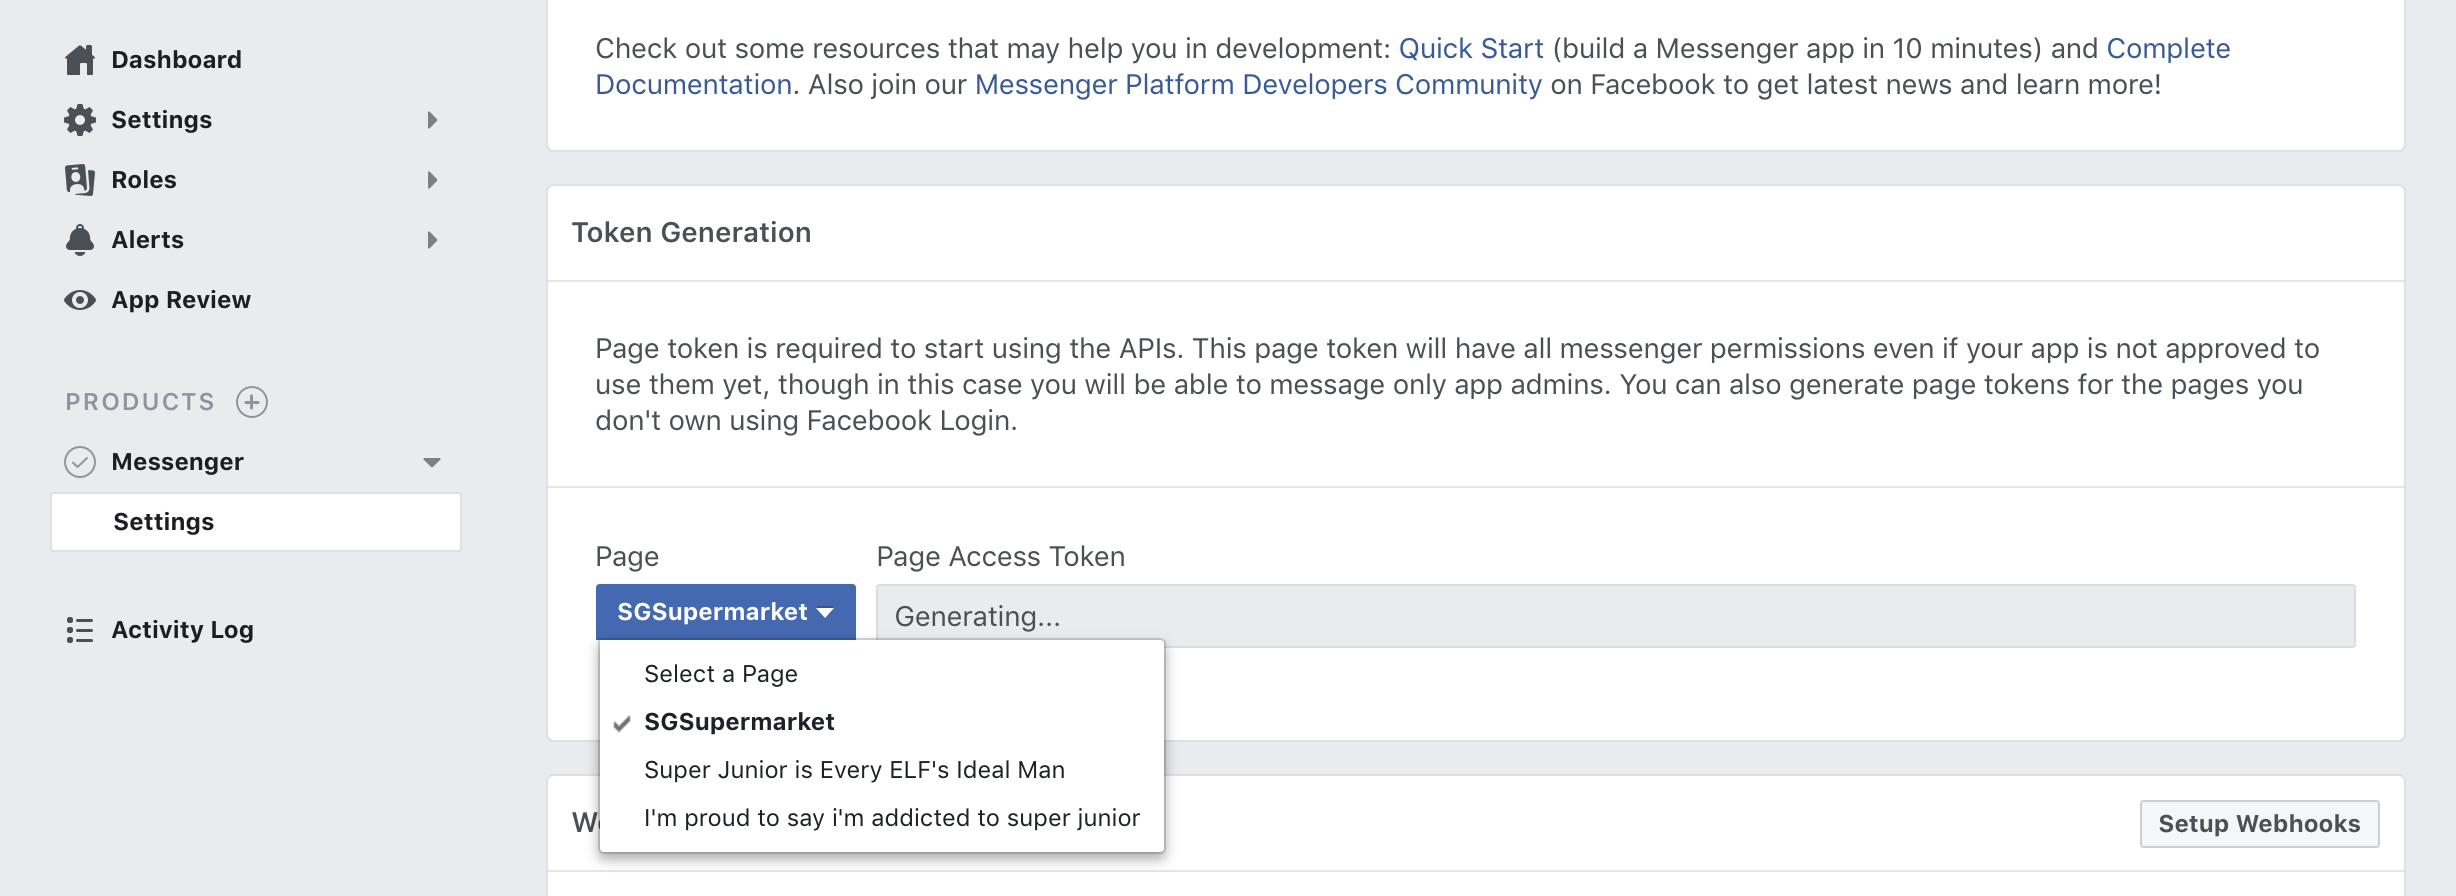 Dashboard
Settings
Roles
Alerts
App Review
PRODUCTS
Messenger
Settings
Activity Log
Check out some resources that may help you in development: Quick Start (build a Messenger app in 10 minutes) and Complete
Documentation. Also join our Messenger Platform Developers Community on Facebook to get latest news and learn more!
Token Generation
Page token is required to start using the APIs. This page token will have all messenger permissions even if your app is not approved to
use them yet, though in this case you will be able to message only app admins. You can also generate page tokens for the pages you
don't own using Facebook Login.
Page
Page Access Token
SGSupermarket
Generating...
Select a Page
SGSupermarket
Super Junior is Every ELF's Ideal Man
I'm proud to say i'm addicted to super junior
Setup Webhooks